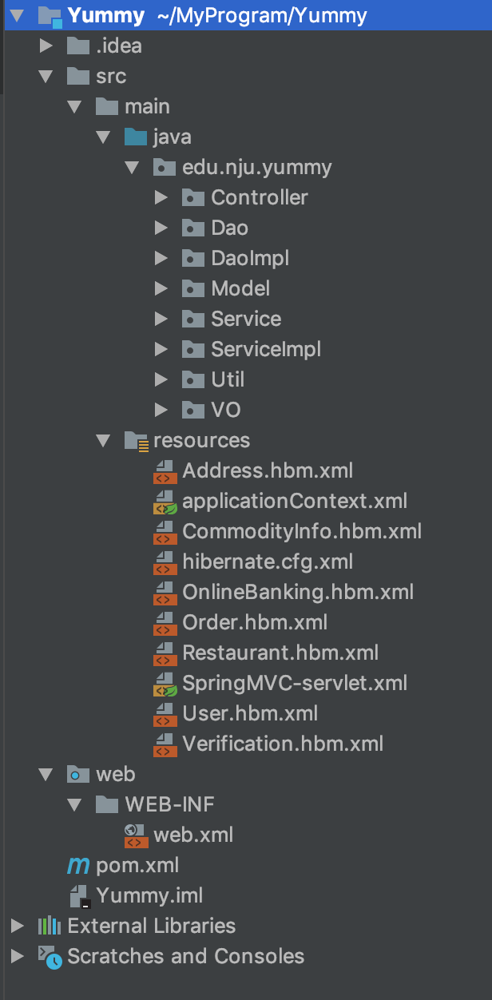 Yummy ~/MyProgram/Yummy
.idea
src
main
java
edu.nju.yummy
Controller
Dao
DaoImpl
Model
Service
ServiceImpl
Util
VO
resources
Address.hbm.xml
applicationContext.xml
CommodityInfo.hbm.xml
hibernate.cfg.xml
OnlineBanking.hbm.xml
Order.hbm.xml
Restaurant.hbm.xml
SpringMVC-servlet.xml
User.hbm.xml
Verification.hbm.xml
web
WEB-INF
web.xml
pom.xml
Yummy.iml
External Libraries
Scratches and Consoles